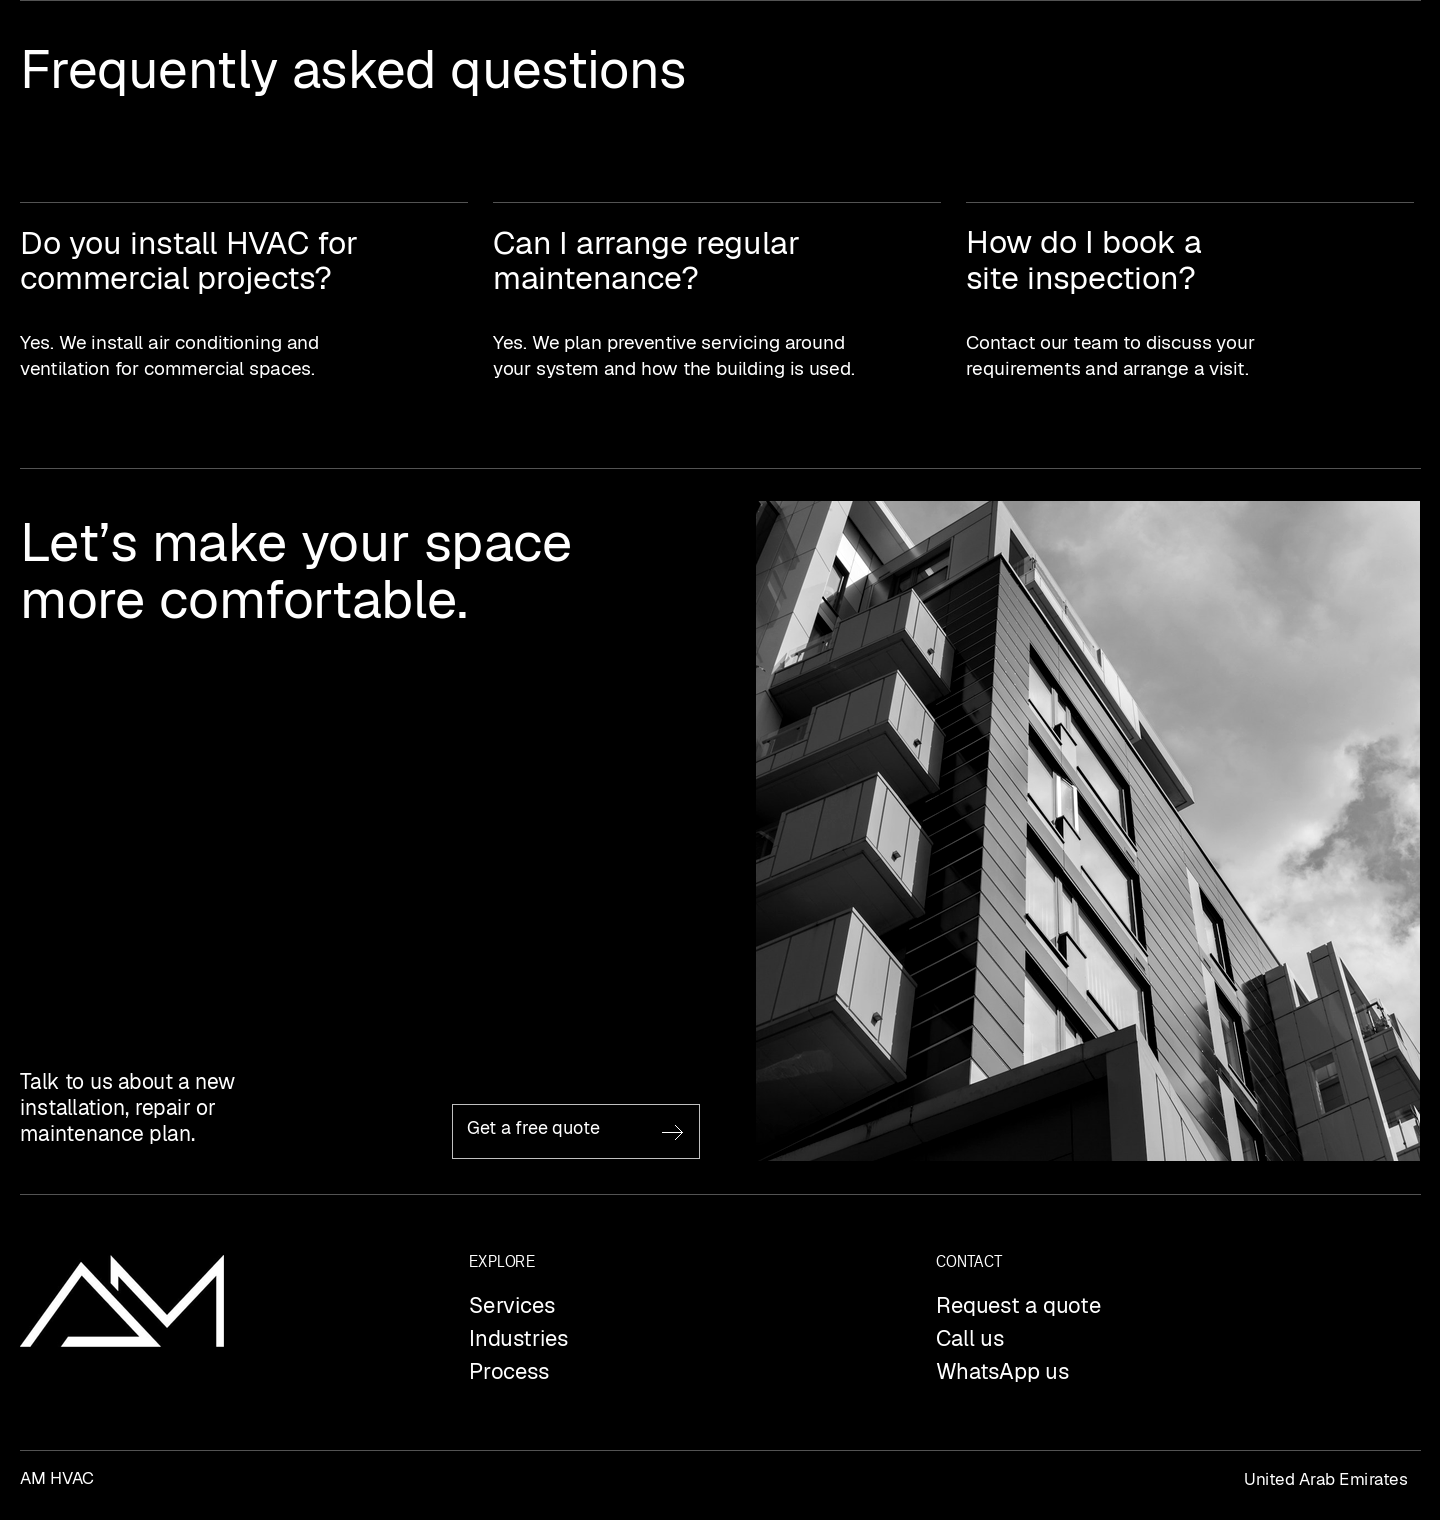 Frequently asked questions
Do you install HVAC for
commercial projects?
Yes. We install air conditioning and
ventilation for commercial spaces.
Can I arrange regular
maintenance?
Yes. We plan preventive servicing around
your system and how the building is used.
How do I book a
site inspection?
Contact our team to discuss your
requirements and arrange a visit.
Let’s make your space
more comfortable.
Talk to us about a new
installation, repair or
maintenance plan.
Get a free quote
AM
EXPLORE
Services
Industries
Process
CONTACT
Request a quote
Call us
WhatsApp us
AM HVAC
United Arab Emirates